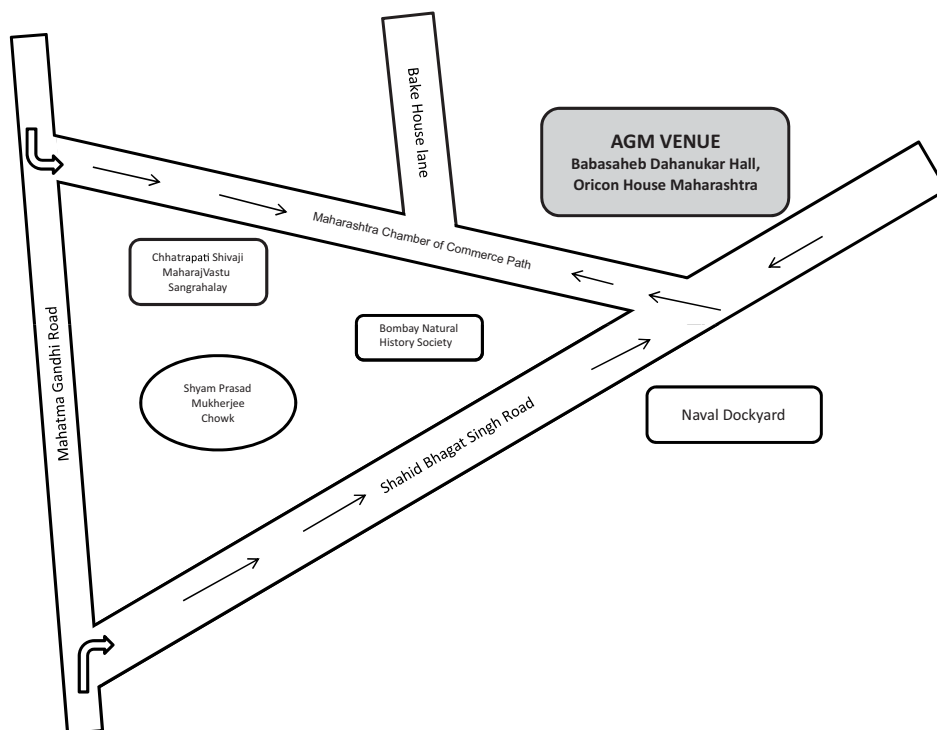 Bake House lane
AGM VENUE
Babasaheb Dahanukar Hall,
Oricon House Maharashtra
Maharashtra Chamber of Commerce Path
Chhatrapati Shivaji
MaharajVastu
Sangrahalay
Bombay Natural
History Society
Mahatma Gandhi Road
Shyam Prasad
Mukherjee
Chowk
Shahid Bhagat Singh Road
Naval Dockyard